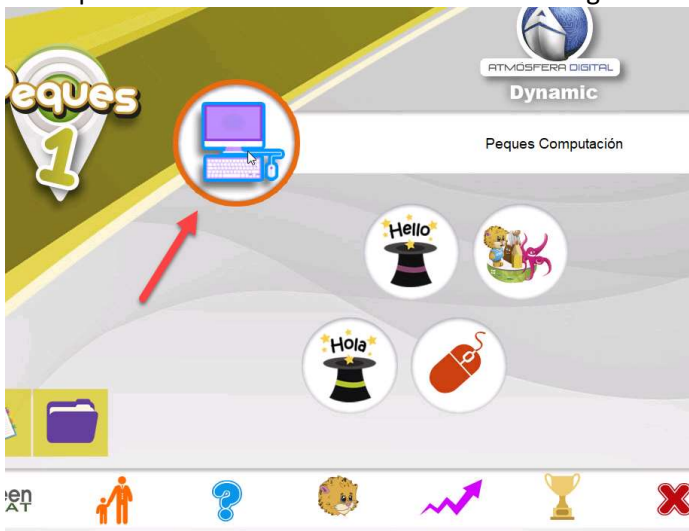 ATMÓSFERA DIGITAL
Dynamic
Peques
1
Peques Computación
Hello
Hola